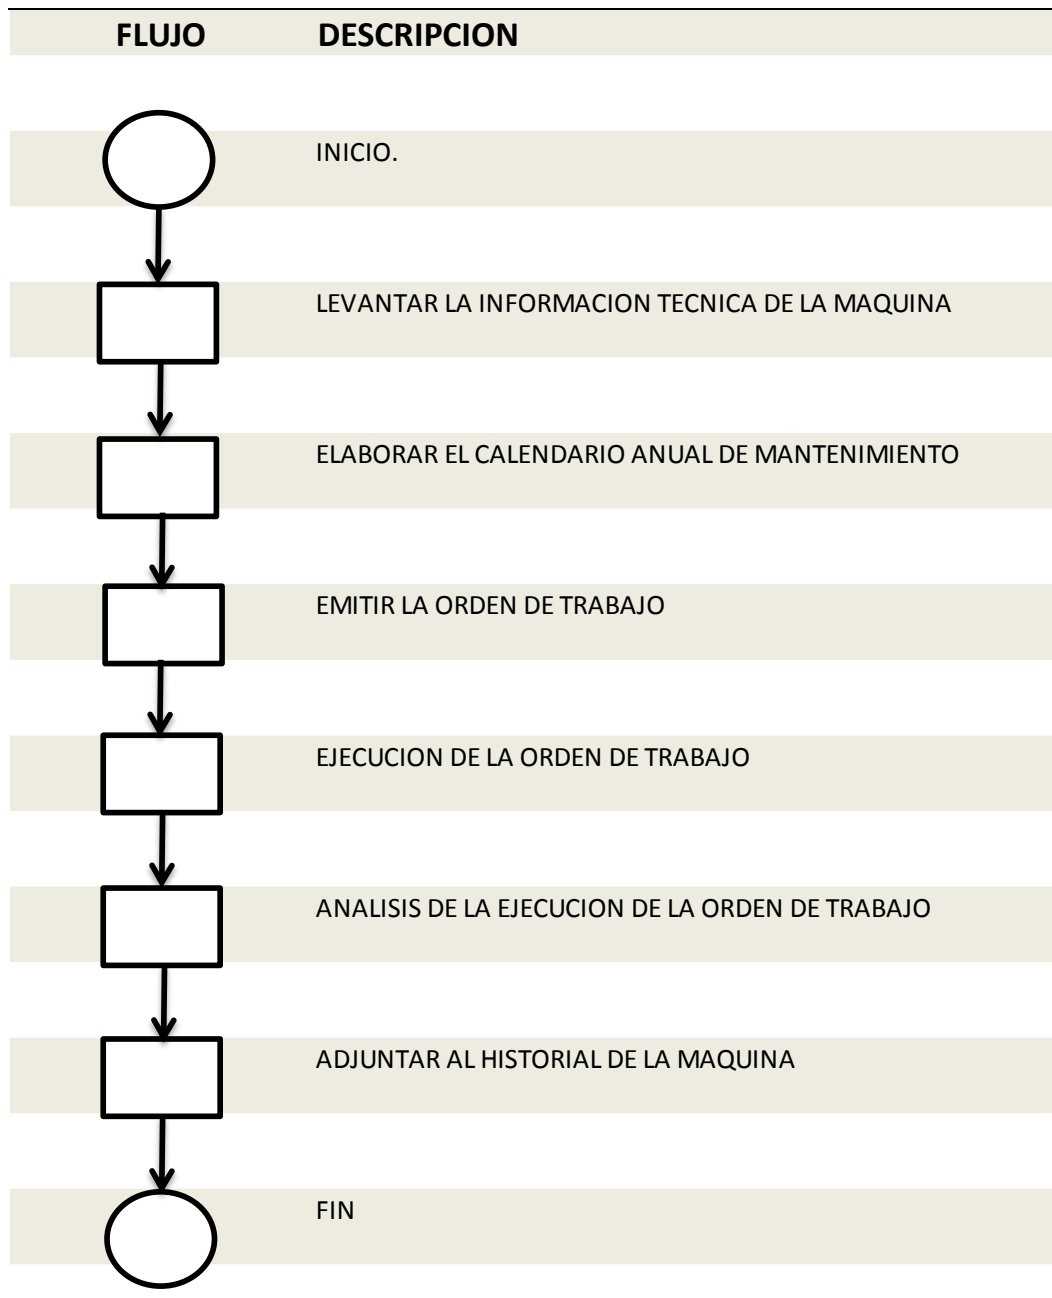 FLUJO DESCRIPCION
INICIO.
LEVANTAR LA INFORMACION TECNICA DE LA MAQUINA
ELABORAR EL CALENDARIO ANUAL DE MANTENIMIENTO
EMITIR LA ORDEN DE TRABAJO
EJECUCION DE LA ORDEN DE TRABAJO
ANALISIS DE LA EJECUCION DE LA ORDEN DE TRABAJO
ADJUNTAR AL HISTORIAL DE LA MAQUINA
FIN